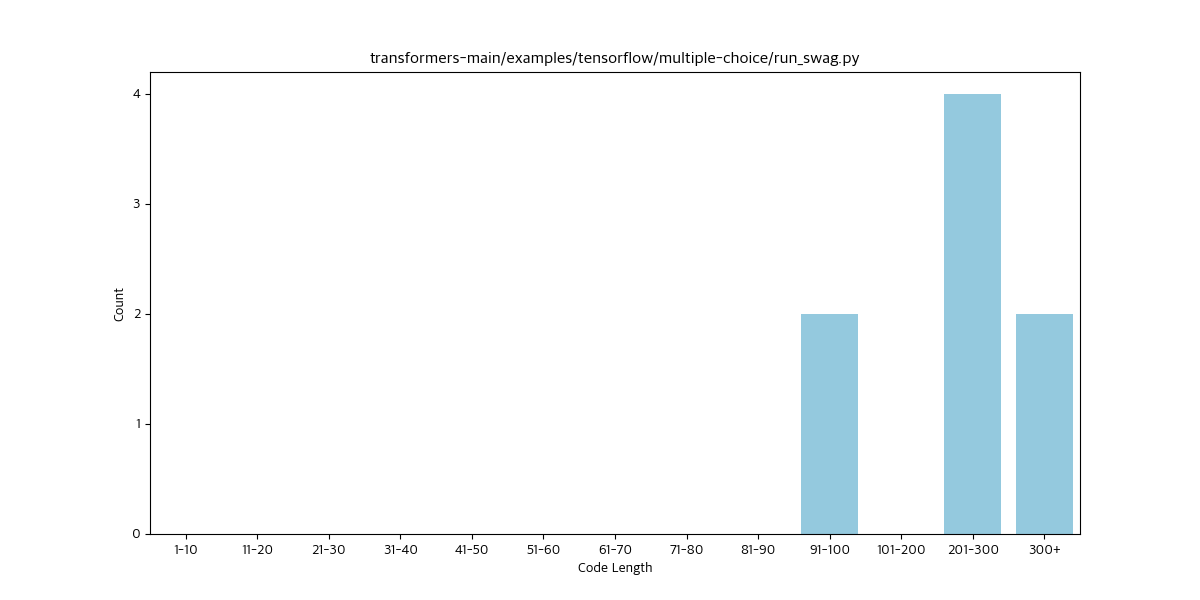 transformers-main/examples/tensorflow/multiple-choice/run_swag.py
4
3
2
1
0
Count
1-10 11-20 21-30 31-40 41-50 51-60 61-70 71-80 81-90 91-100 101-200 201-300 300+
Code Length